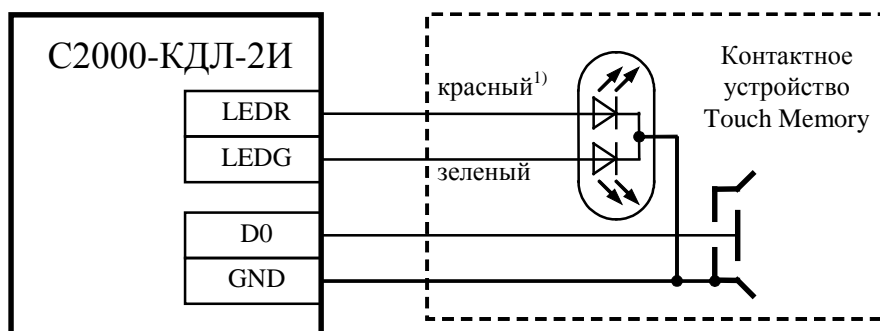 С2000-КДЛ-2И
Контактное
устройство
Touch Memory
красный¹⁾
LEDR
LEDG
зеленый
D0
GND